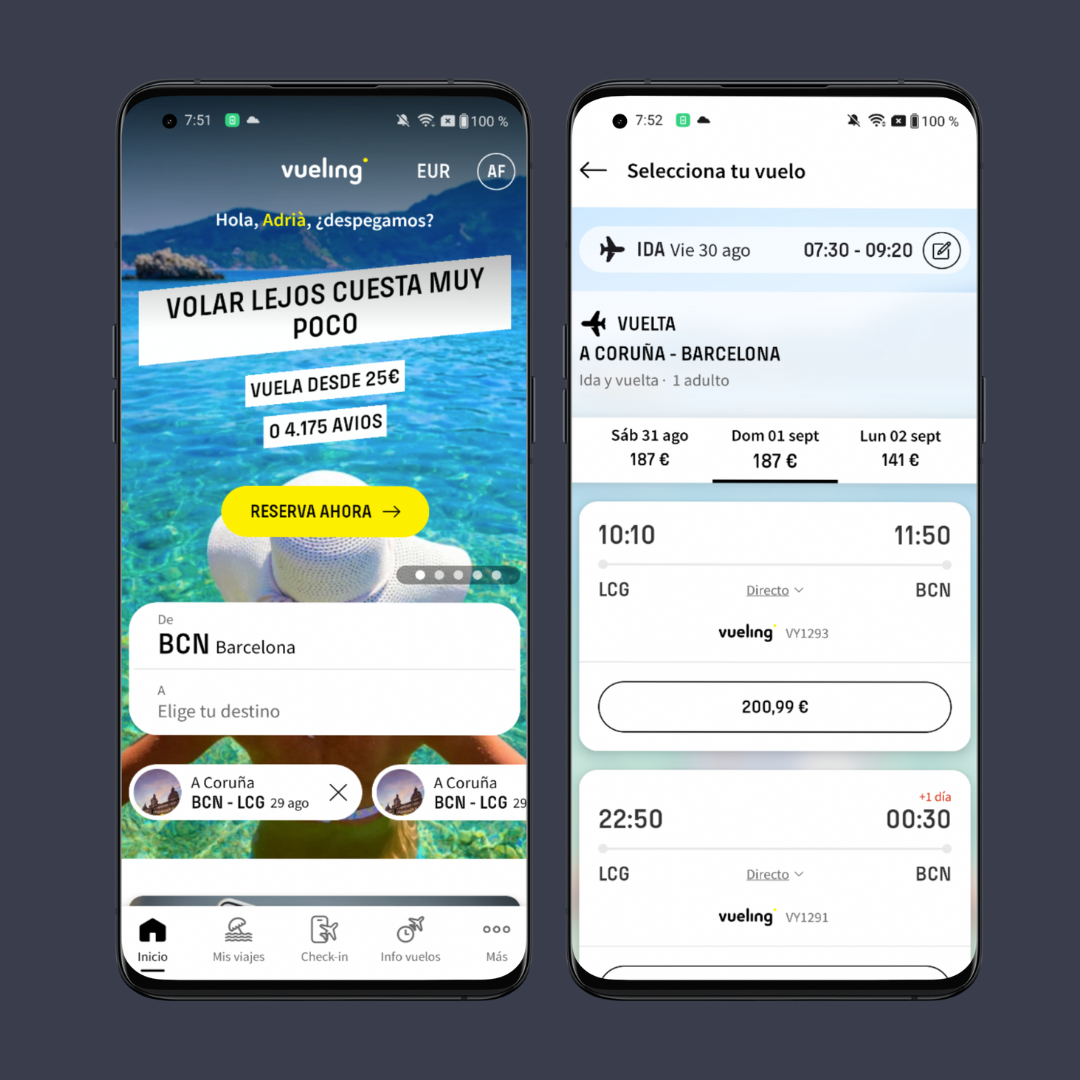 7:51
100 %
vueling
EUR
AF
Hola, Adrià, ¿despegamos?
VOLAR LEJOS CUESTA MUY
POCO
VUELA DESDE 25€
O 4.175 AVIOS
RESERVA AHORA
De
BCN Barcelona
A
Elige tu destino
A Coruña
BCN - LCG 29 ago
A Coruña
BCN - LCG 29
Inicio
Mis viajes
Check-in
Info vuelos
Más
7:52
100 %
Selecciona tu vuelo
IDA Vie 30 ago
07:30 - 09:20
VUELTA
A CORUÑA - BARCELONA
Ida y vuelta · 1 adulto
Sáb 31 ago
187 €
Dom 01 sept
187 €
Lun 02 sept
141 €
10:10
11:50
LCG
Directo
BCN
vueling VY1293
200,99 €
+1 día
22:50
00:30
LCG
Directo
BCN
vueling VY1291